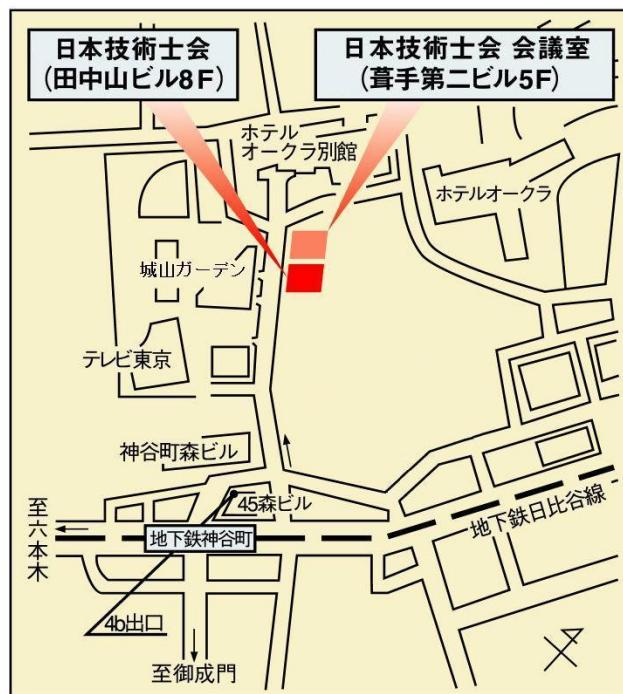 日本技術士会
(田中山ビル8F)
日本技術士会 会議室
(葺手第二ビル5F)
ホテル
オークラ別館
ホテルオークラ
城山ガーデン
テレビ東京
神谷町森ビル
45森ビル
至六本木
地下鉄神谷町
地下鉄日比谷線
4b出口
至御成門